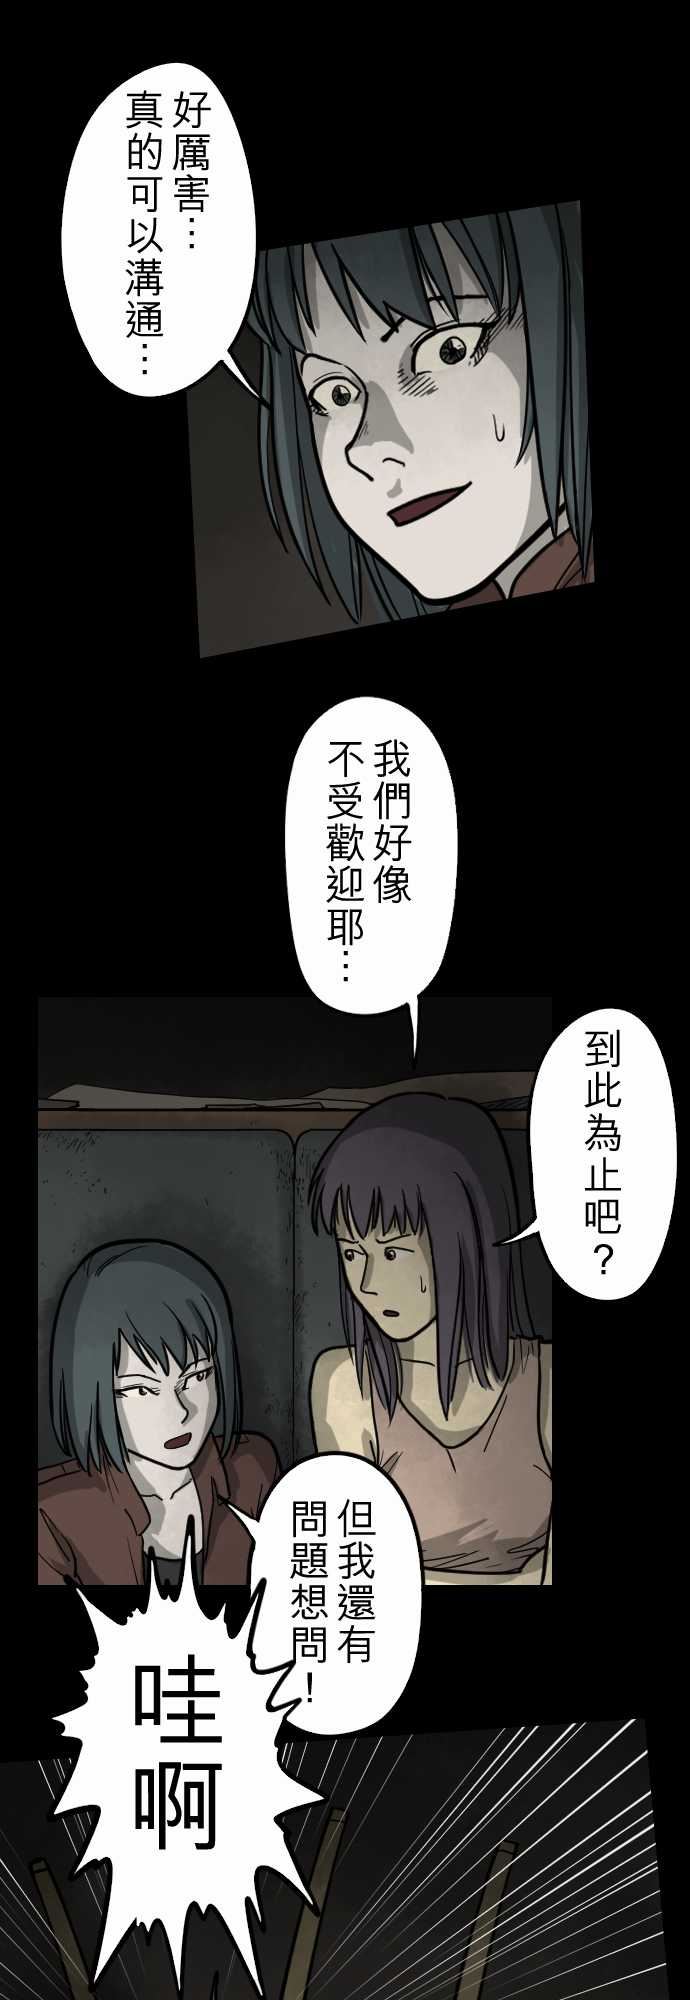 好厲害…
真的可以溝通…
我們好像
不受歡迎耶…
到此為止吧？
但我還有
問題想問！
哇啊